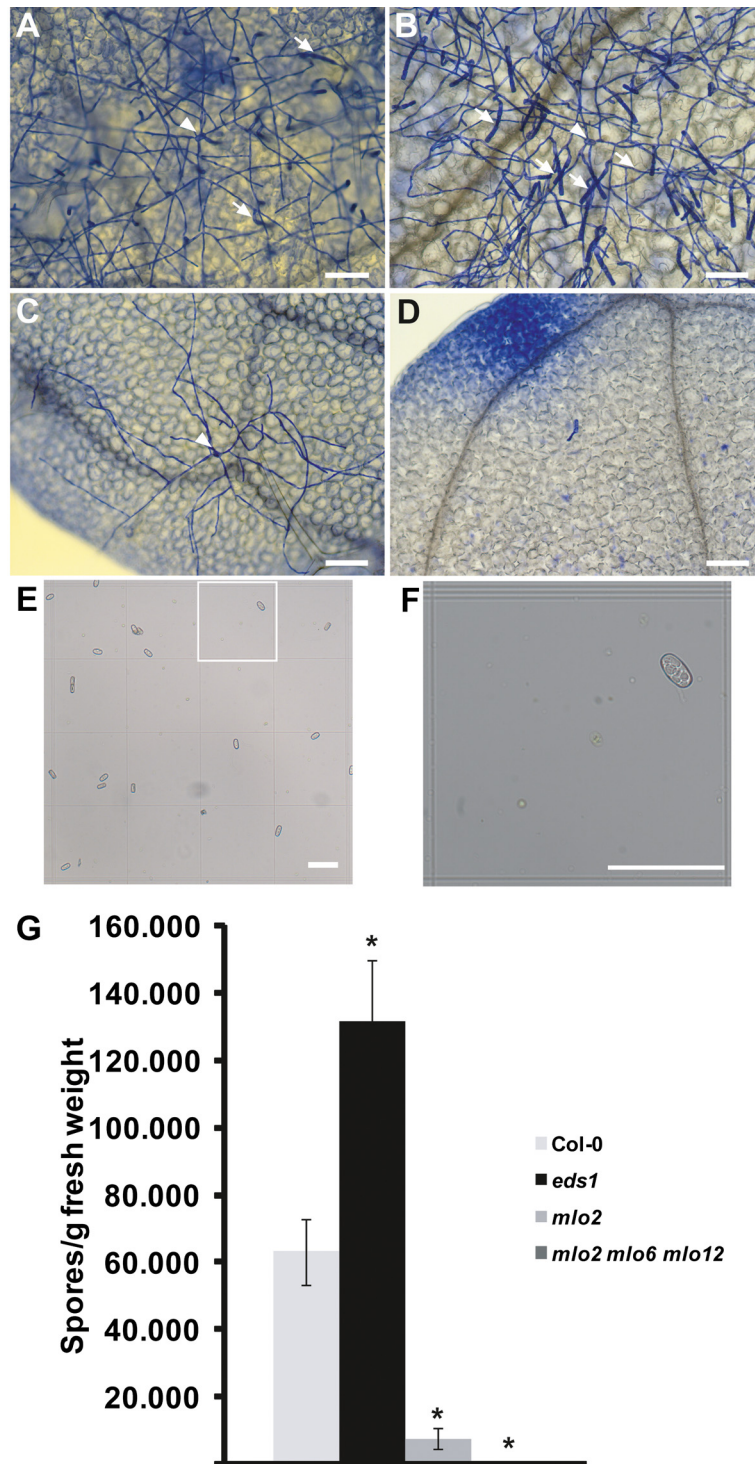 A
B
C
D
E
F
G
160.000
*
140.000
120.000
100.000
80.000
60.000
40.000
20.000
Spores/g fresh weight
Col-0
eds1
mlo2
mlo2 mlo6 mlo12
*
*